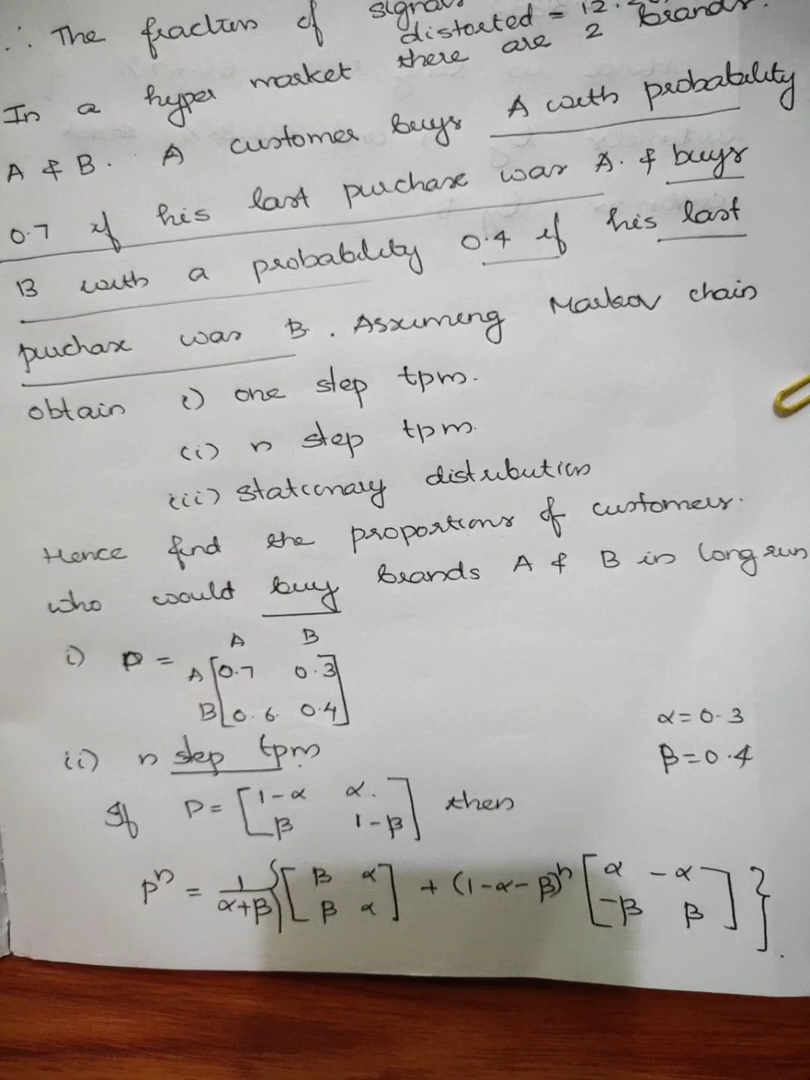 ∴ The fraction of signals
distorted = 12.
In a hyper market there are 2 brands.
A & B. A customer buys A with probability
0.7 if his last purchase was A. & buys
B with a probability 0.4 if his last
purchase was B. Assuming Markov chain
obtain i) one step tpm.
(ii) n step tpm.
iii) stationary distribution
Hence find the proportions of customers.
who would buy brands A & B in long run
A B
i) P = A [0.7 0.3]
B [0.6. 0.4]
α = 0.3
ii) n step tpm
β = 0.4
If P = [1-α α. β 1-β] then
Pⁿ = 1/(α+β) { [β α β α] + (1-α-β)ⁿ [α -α -β β] }.